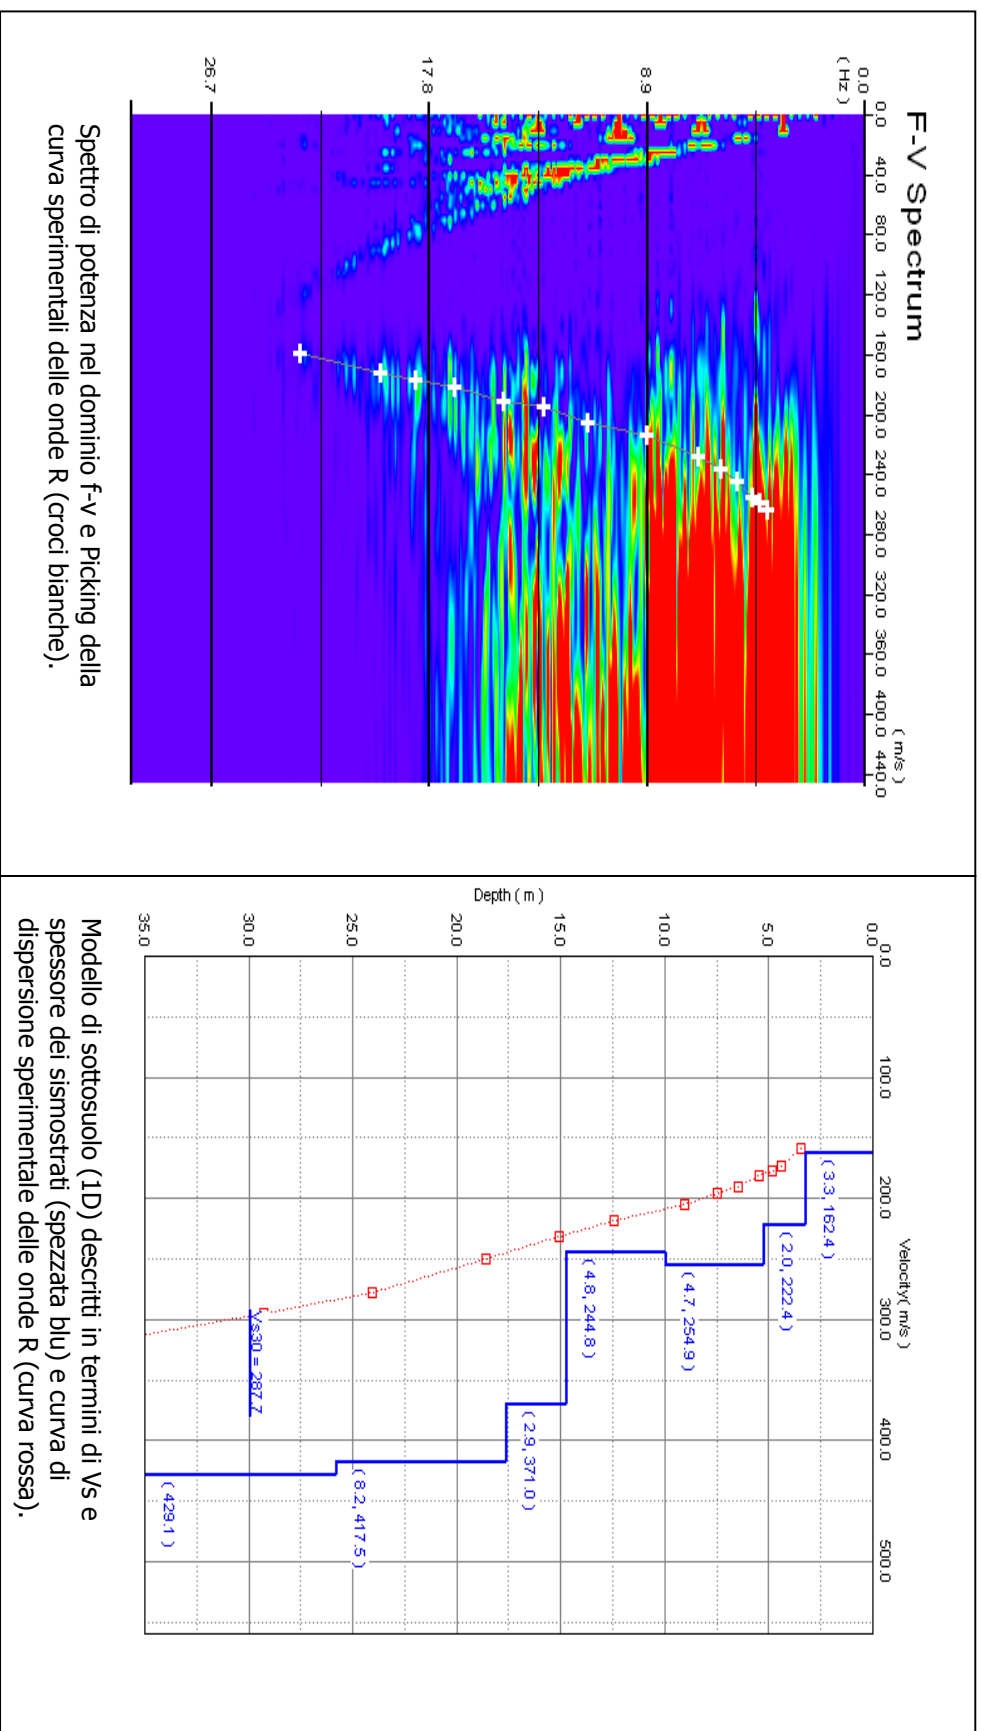 F-V Spectrum
( m/s )
0.0 40.0 80.0 120.0 160.0 200.0 240.0 280.0 320.0 360.0 400.0 440.0
0.0
( Hz )
8.9
17.8
26.7
Spettro di potenza nel dominio f-v e Picking della
curva sperimentali delle onde R (croci bianche).
Velocity( m/s )
0.0 100.0 200.0 300.0 400.0 500.0
0.0
5.0
10.0
15.0
20.0
25.0
30.0
35.0
Depth ( m )
( 3.3, 162.4 )
( 2.0, 222.4 )
( 4.7, 254.9 )
( 4.8, 244.8 )
( 2.9, 371.0 )
( 8.2, 417.5 )
Vs30 = 287.7
( 429.1 )
Modello di sottosuolo (1D) descritti in termini di Vs e
spessore dei sismostrati (spezzata blu) e curva di
dispersione sperimentale delle onde R (curva rossa).